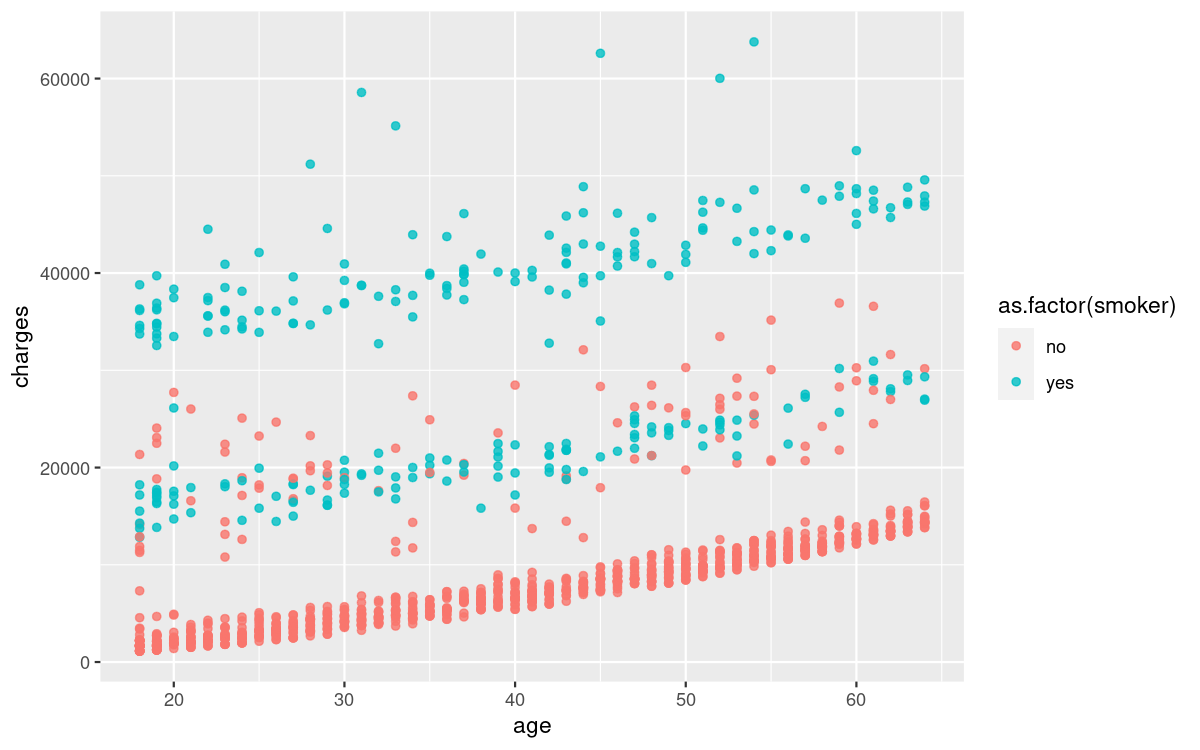 60000
40000
20000
0
20 30 40 50 60
age
charges
as.factor(smoker)
no
yes